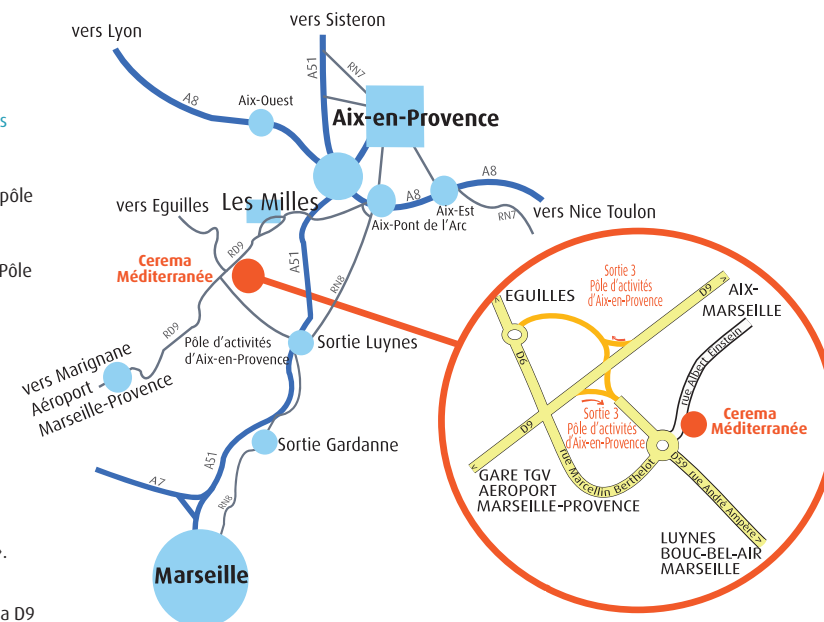 vers Lyon
vers Sisteron
A51
RN7
A8
Aix-Ouest
s
Aix-en-Provence
pôle
vers Eguilles
Les Milles
A8
A8
Aix-Est
RN7
vers Nice Toulon
Aix-Pont de l'Arc
RD9
A51
RN8
Pôle
Cerema
Méditerranée
RD9
Pôle d'activités
d'Aix-en-Provence
Sortie Luynes
vers Marignane
Aéroport
Marseille-Provence
Sortie Gardanne
A7
A51
RN8
Marseille
.
a D9
Sortie 3
Pôle d'activités
d'Aix-en-Provence
D9
EGUILLES
AIX-
MARSEILLE
D6
rue Albert Einstein
Sortie 3
Pôle d'activités
d'Aix-en-Provence
Cerema
Méditerranée
D9
rue Marcellin Berthelot
D59 rue André Ampère
GARE TGV
AEROPORT
MARSEILLE-PROVENCE
LUYNES
BOUC-BEL-AIR
MARSEILLE